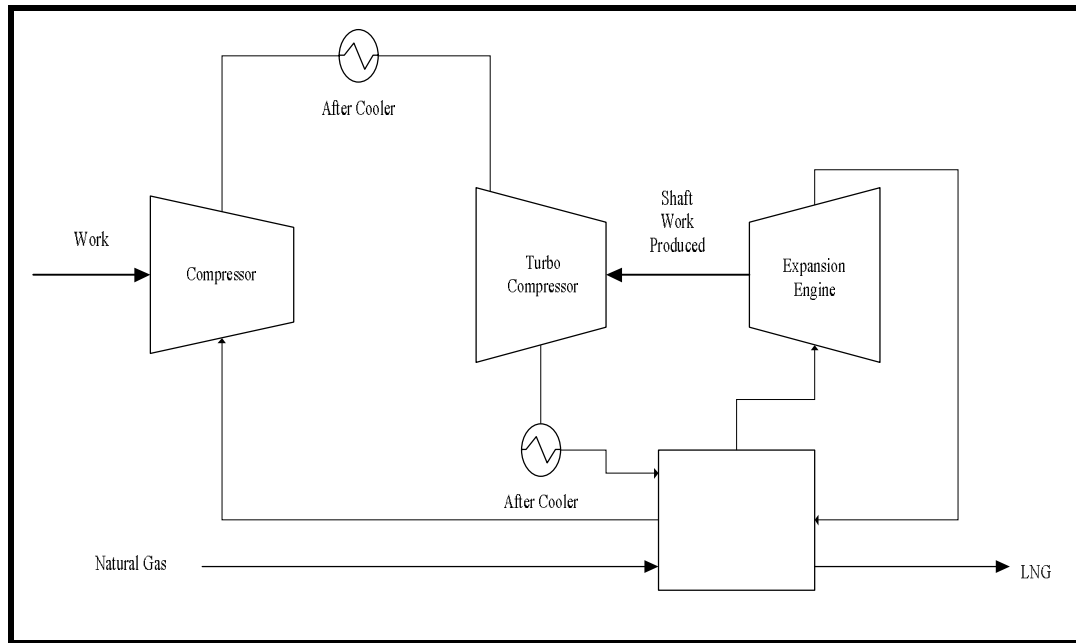 After Cooler
Shaft
Work
Produced
Work
Compressor
Turbo
Compressor
Expansion
Engine
After Cooler
Natural Gas
LNG